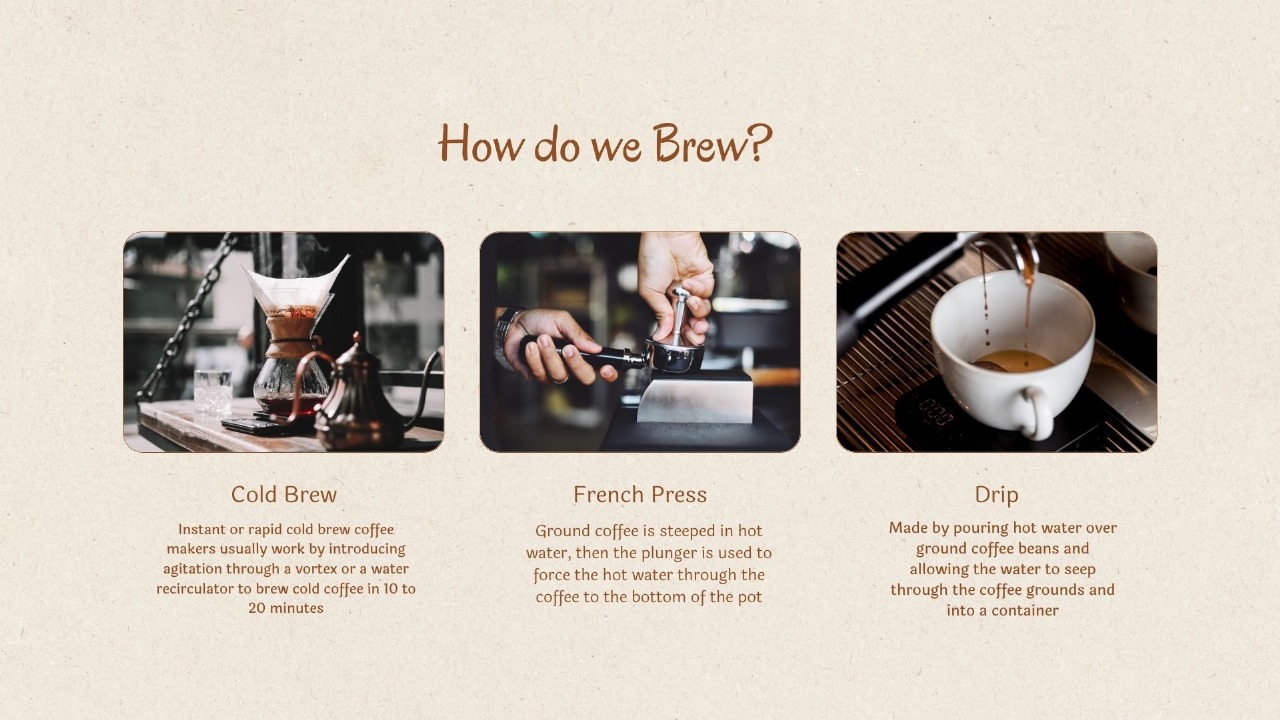 How do we Brew?
Cold Brew
Instant or rapid cold brew coffee
makers usually work by introducing
agitation through a vortex or a water
recirculator to brew cold coffee in 10 to
20 minutes
French Press
Ground coffee is steeped in hot
water, then the plunger is used to
force the hot water through the
coffee to the bottom of the pot
Drip
Made by pouring hot water over
ground coffee beans and
allowing the water to seep
through the coffee grounds and
into a container